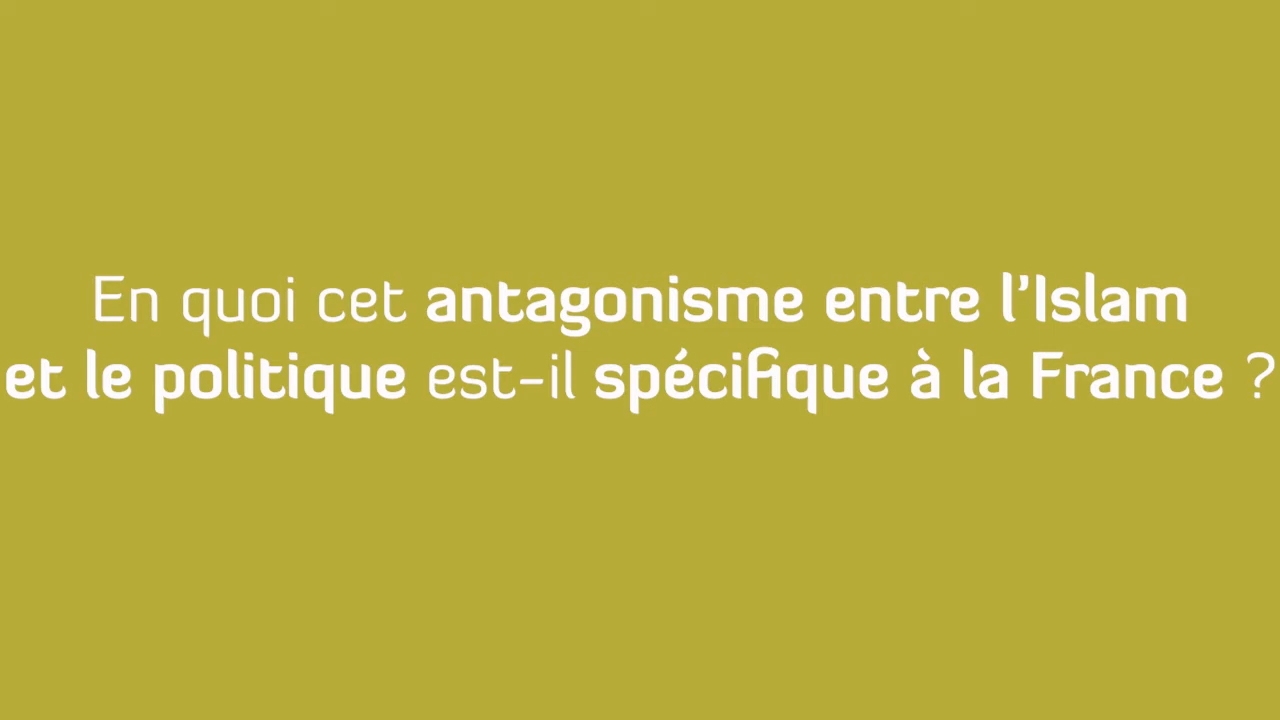 En quoi cet antagonisme entre l’Islam
et le politique est-il spécifique à la France ?